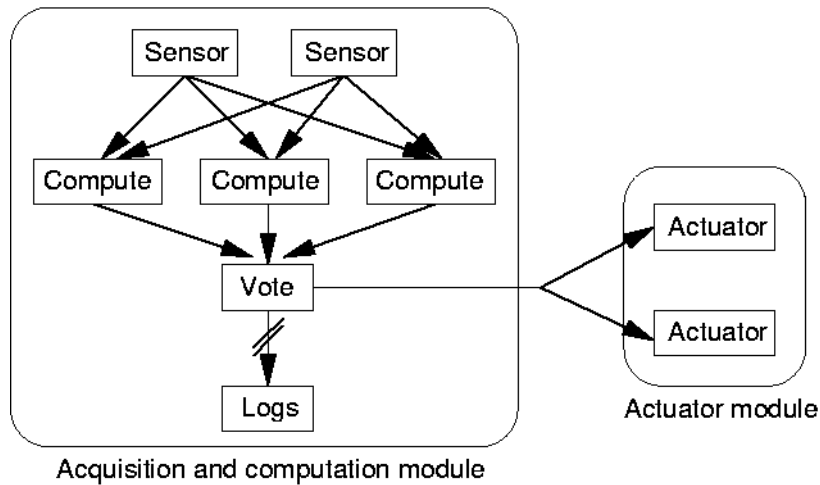 Sensor Sensor
Compute Compute Compute
Actuator
Vote
Actuator
Logs
Actuator module
Acquisition and computation module